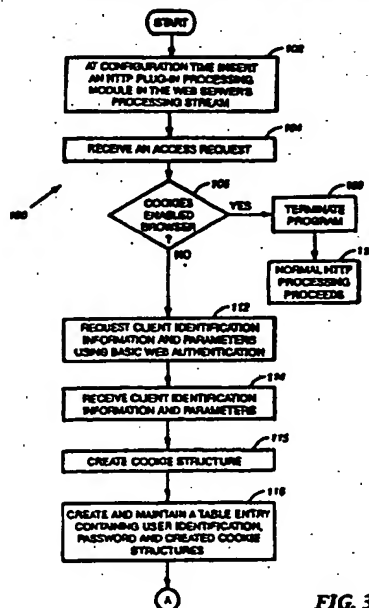 START
102
AT CONFIGURATION TIME INSERT
AN HTTP PLUG-IN PROCESSING
MODULE IN THE WEB SERVERS
PROCESSING STREAM
104
RECEIVE AN ACCESS REQUEST
COOKIES
ENABLED
BROWSER
?
YES
NO
TERMINATE
PROGRAM
NORMAL HTTP
PROCESSING
PROCEEDS
112
REQUEST CLIENT IDENTIFICATION
INFORMATION AND PARAMETERS
USING BASIC WEB AUTHENTICATION
114
RECEIVE CLIENT IDENTIFICATION
INFORMATION AND PARAMETERS
115
CREATE COOKIE STRUCTURE
116
CREATE AND MAINTAIN A TABLE ENTRY
CONTAINING USER IDENTIFICATION,
PASSWORD AND CREATED COOKIE
STRUCTURES
A
FIG. 3